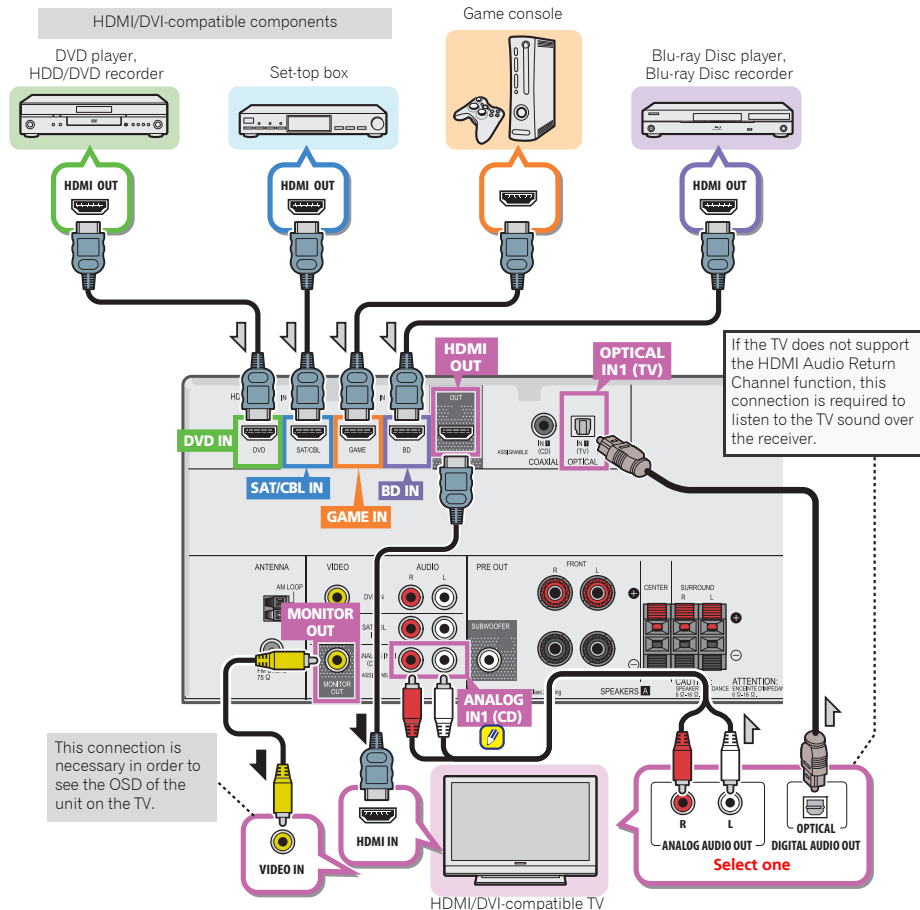 HDMI/DVI-compatible components
Game console
DVD player,
HDD/DVD recorder
Set-top box
Blu-ray Disc player,
Blu-ray Disc recorder
HDMI OUT
HDMI OUT
HDMI OUT
HDMI
OUT
OPTICAL
IN1 (TV)
If the TV does not support
the HDMI Audio Return
Channel function, this
connection is required to
listen to the TV sound over
the receiver.
IN
OUT
DVD IN
DVD
SAT/CBL
GAME
BD
ASSIGNABLE
IN 1
(CD)
COAXIAL
IN 1
(TV)
OPTICAL
SAT/CBL IN
BD IN
GAME IN
ANTENNA
VIDEO
AUDIO
PRE OUT
R
L
FRONT
R
L
AM LOOP
CENTER
SURROUND
R
L
SUBWOOFER
MONITOR
OUT
75 Ω
MONITOR
OUT
ANALOG
IN1 (CD)
SPEAKERS A
ATTENTION:
6 Ω-16 Ω
This connection is
necessary in order to
see the OSD of the
unit on the TV.
VIDEO IN
HDMI IN
R
L
ANALOG AUDIO OUT
OPTICAL
DIGITAL AUDIO OUT
Select one
HDMI/DVI-compatible TV